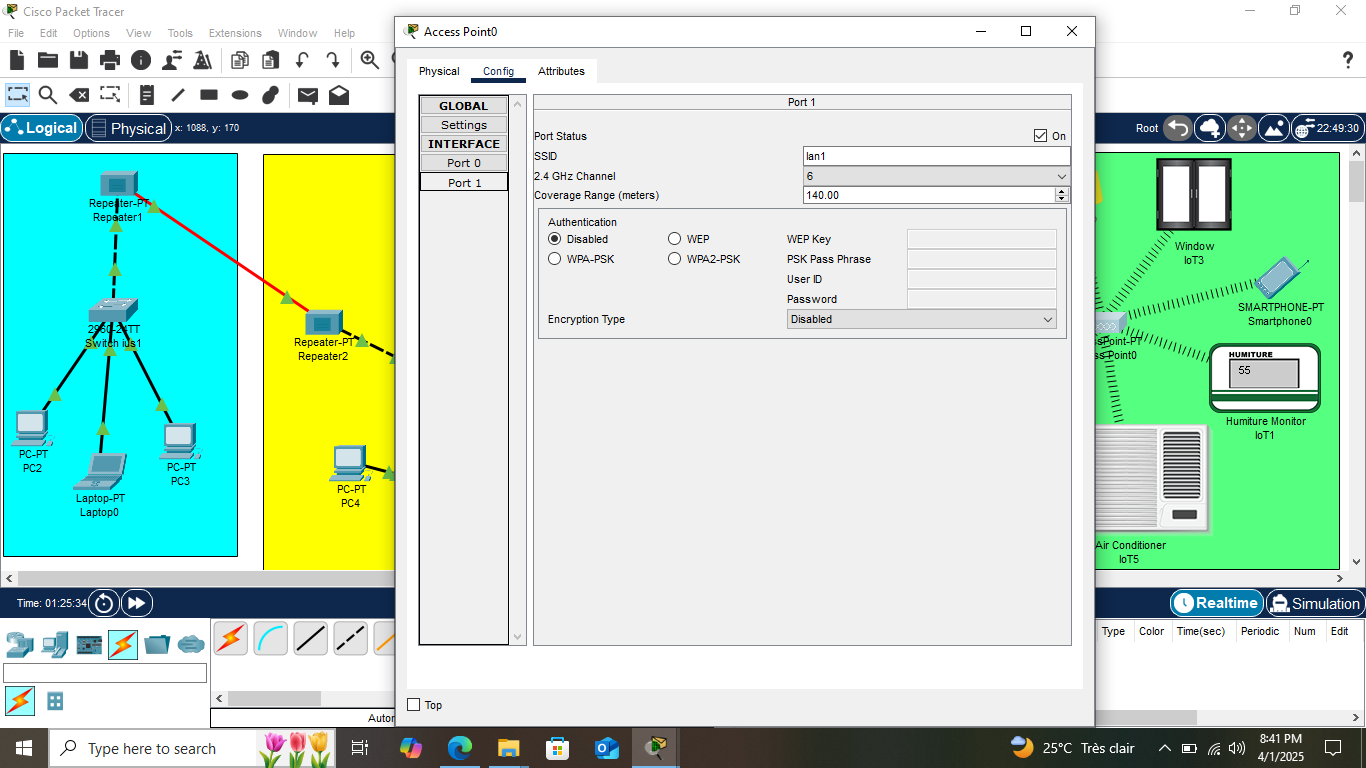 Cisco Packet Tracer
File Edit Options View Tools Extensions Window Help
Logical Physical x: 1088, y: 170
Root 22:49:30
Repeater-PT
Repeater1
2960-24TT
Switch ius1
PC-PT
PC2
Laptop-PT
Laptop0
PC-PT
PC3
Repeater-PT
Repeater2
PC-PT
PC4
Access Point0
Physical Config Attributes
GLOBAL
Settings
INTERFACE
Port 0
Port 1
Port 1
Port Status On
SSID lan1
2.4 GHz Channel 6
Coverage Range (meters) 140.00
Authentication
Disabled WEP WEP Key
WPA-PSK WPA2-PSK PSK Pass Phrase
User ID
Password
Encryption Type Disabled
Top
Window
IoT3
SMARTPHONE-PT
Smartphone0
ssPoint-PT
ss Point0
HUMITURE
55
Humiture Monitor
IoT1
Air Conditioner
IoT5
Time: 01:25:34
Realtime Simulation
Type Color Time(sec) Periodic Num Edit
Auton
Type here to search
25°C Très clair
8:41 PM
4/1/2025